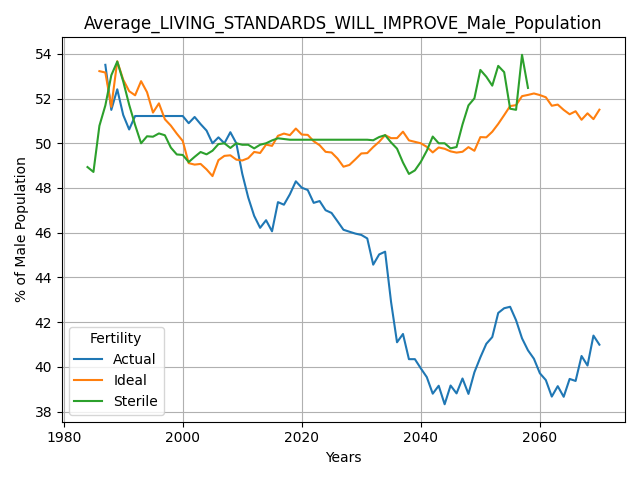 Average_LIVING_STANDARDS_WILL_IMPROVE_Male_Population
% of Male Population
54
52
50
48
46
44
42
40
38
Fertility
Actual
Ideal
Sterile
1980
2000
2020
2040
2060
Years